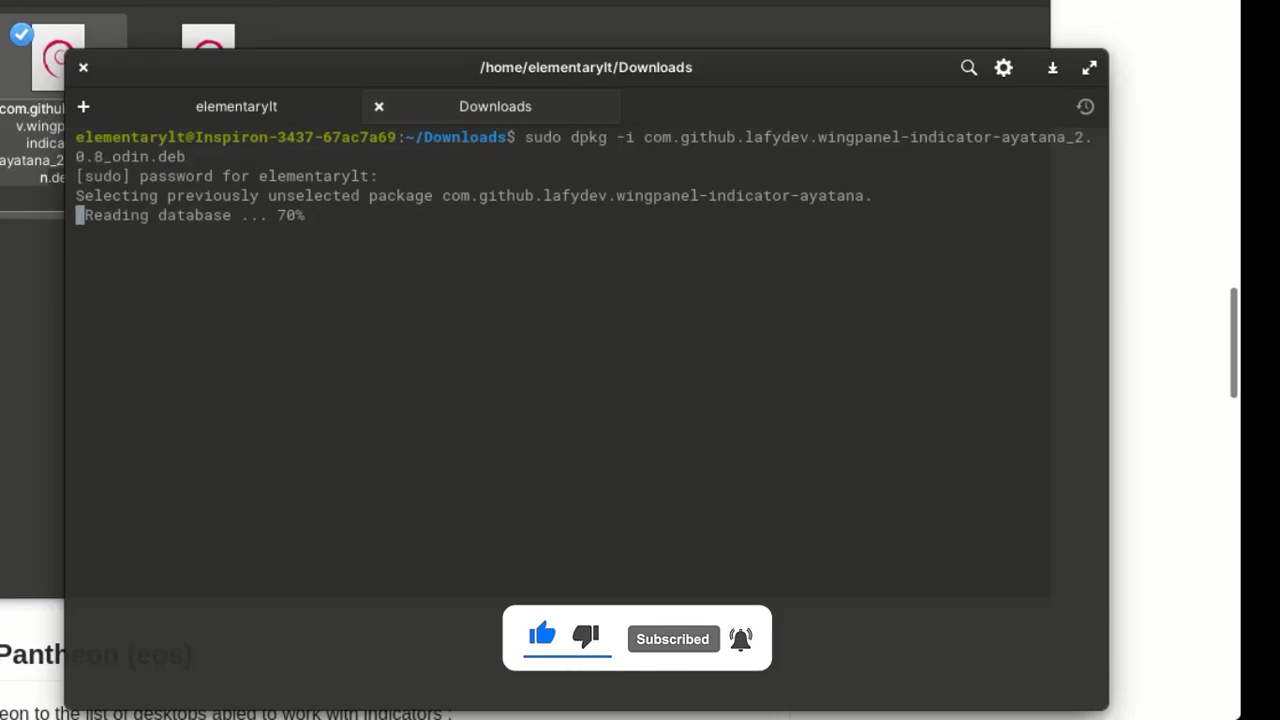 /home/elementarylt/Downloads
elementarylt
Downloads
elementarylt@Inspiron-3437-67ac7a69:~/Downloads$ sudo dpkg -i com.github.lafydev.wingpanel-indicator-ayatana_2.
0.8_odin.deb
[sudo] password for elementarylt:
Selecting previously unselected package com.github.lafydev.wingpanel-indicator-ayatana.
Reading database ... 70%
com.githu
v.wingp
indica
ayatana_2
n.de
Subscribed
Pantheon (eos)
eon to the list of desktops abled to work with indicators :